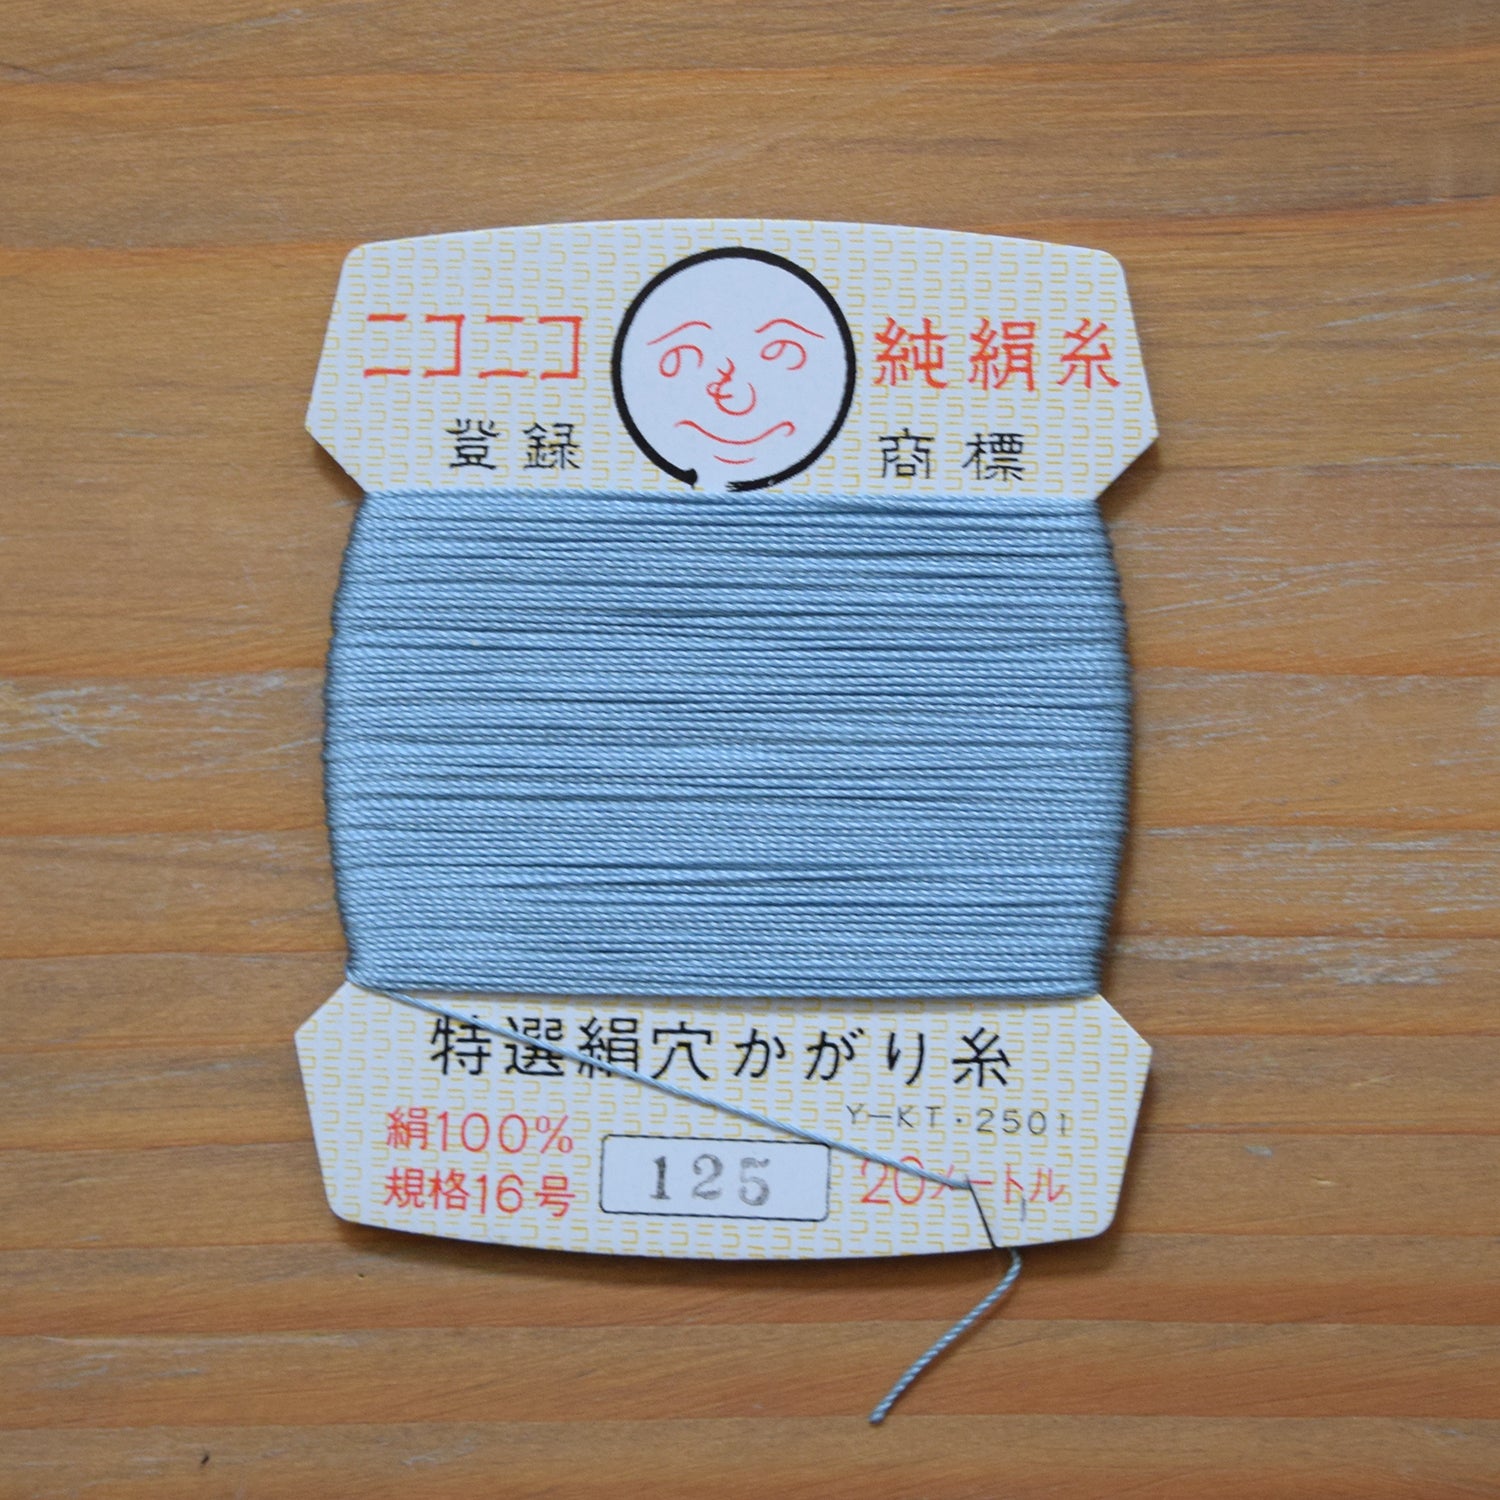 ニコニコ 純絹糸
登録 商標
特選絹穴かがり糸
Y-KT・2501
絹100%
規格16号 125 20メートル